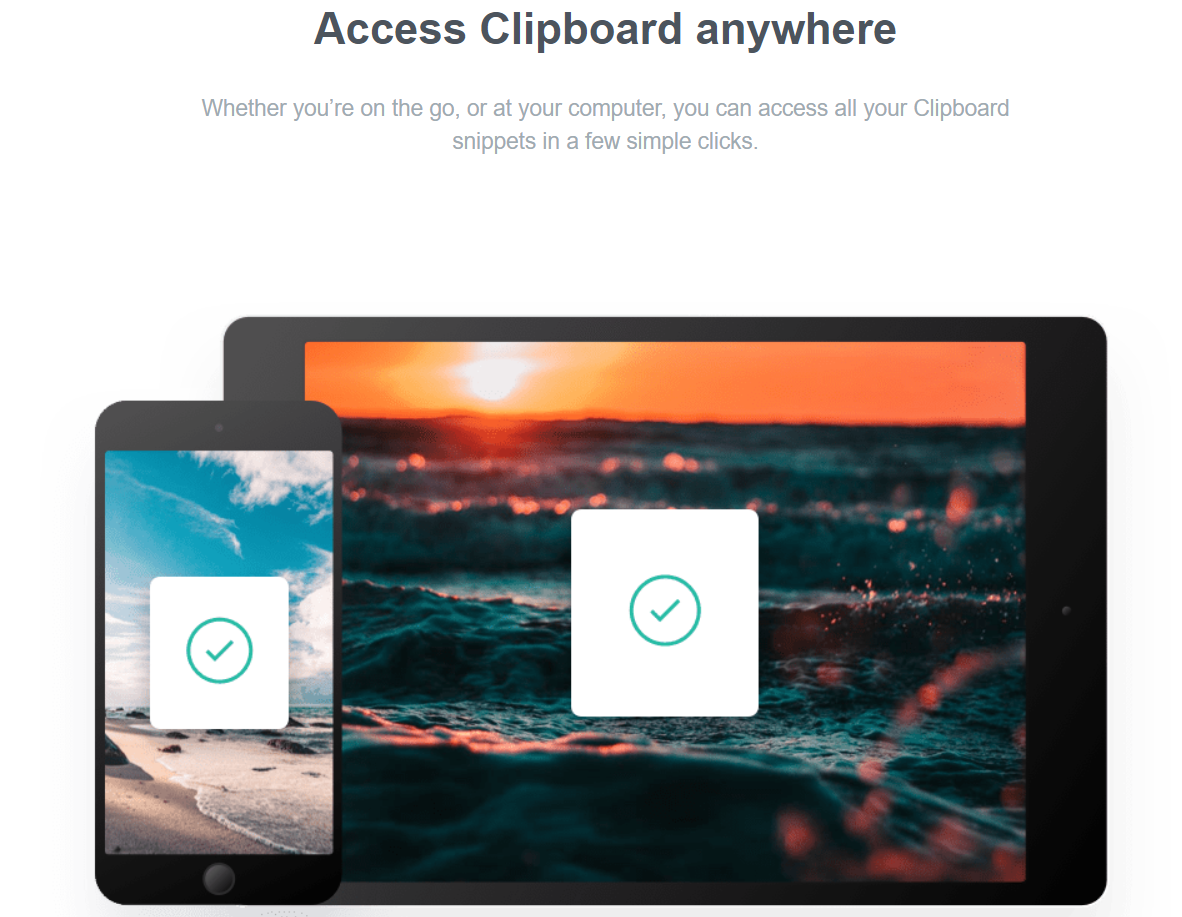 Access Clipboard anywhere
Whether you’re on the go, or at your computer, you can access all your Clipboard
snippets in a few simple clicks.